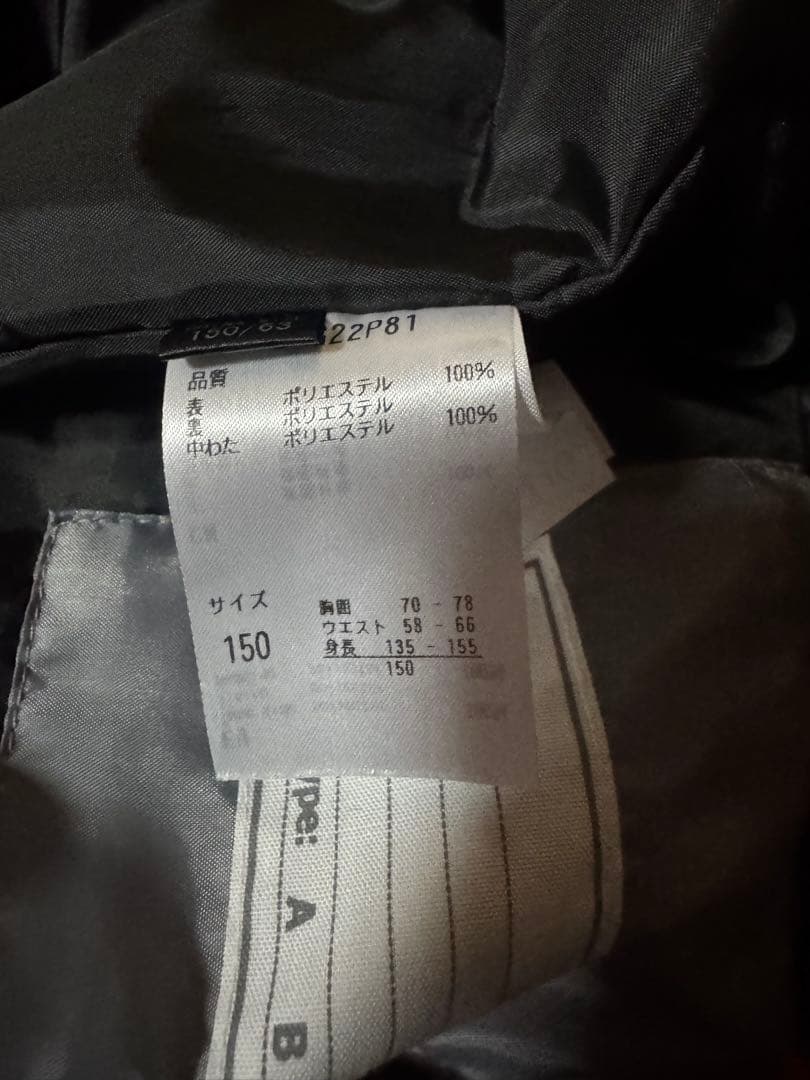 G22P81
品質
表 ポリエステル 100%
裏 ポリエステル
中わた ポリエステル 100%
サイズ
150
胸囲 70 - 78
ウエスト 58 - 66
身長 135 - 155
150
ype: A B